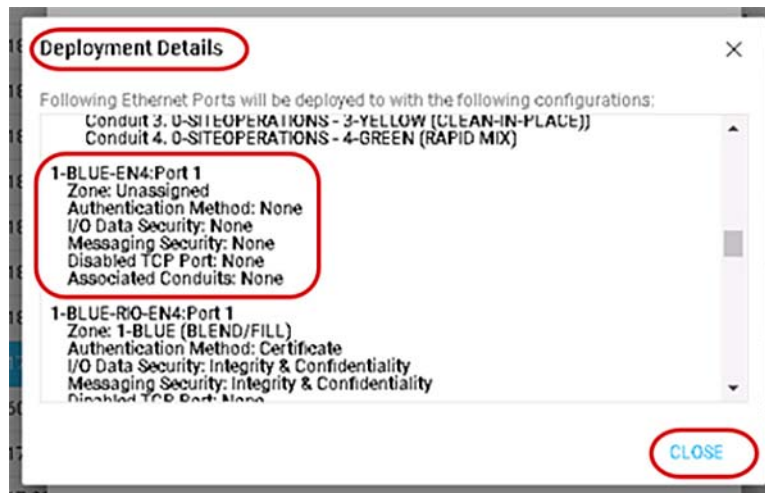 Deployment Details
Following Ethernet Ports will be deployed to with the following configurations:
Conduit 3. 0-SITEOPERATIONS - 3-YELLOW (CLEAN-IN-PLACE))
Conduit 4. 0-SITEOPERATIONS - 4-GREEN (RAPID MIX)
1-BLUE-EN4:Port 1
Zone: Unassigned
Authentication Method: None
I/O Data Security: None
Messaging Security: None
Disabled TCP Port: None
Associated Conduits: None
1-BLUE-RIO-EN4:Port 1
Zone: 1-BLUE (BLEND/FILL)
Authentication Method: Certificate
I/O Data Security: Integrity & Confidentiality
Messaging Security: Integrity & Confidentiality
Disabled TCP Port: None
CLOSE